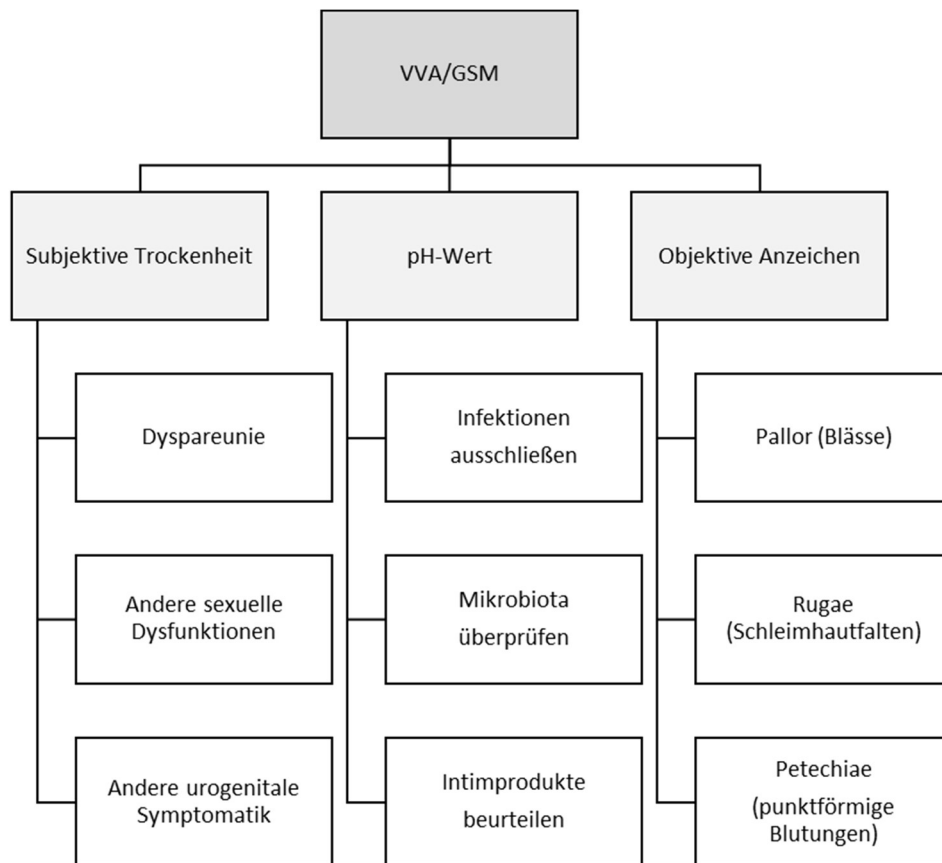 VVA/GSM
Subjektive Trockenheit
pH-Wert
Objektive Anzeichen
Dyspareunie
Infektionen
ausschließen
Pallor (Blässe)
Andere sexuelle
Dysfunktionen
Mikrobiota
überprüfen
Rugae
(Schleimhautfalten)
Andere urogenitale
Symptomatik
Intimprodukte
beurteilen
Petechiae
(punktförmige
Blutungen)